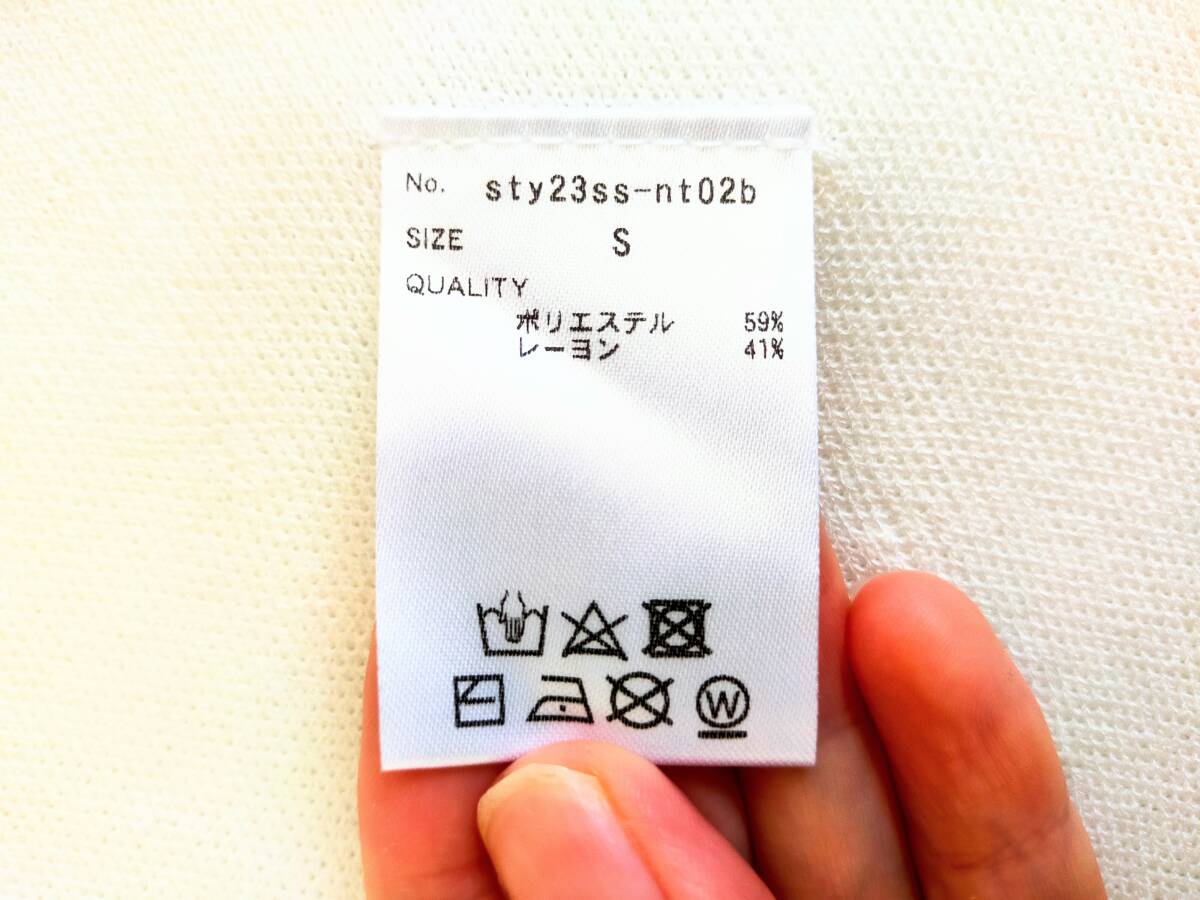 No. sty23ss-nt02b
SIZE S
QUALITY
ポリエステル 59%
レーヨン 41%
W